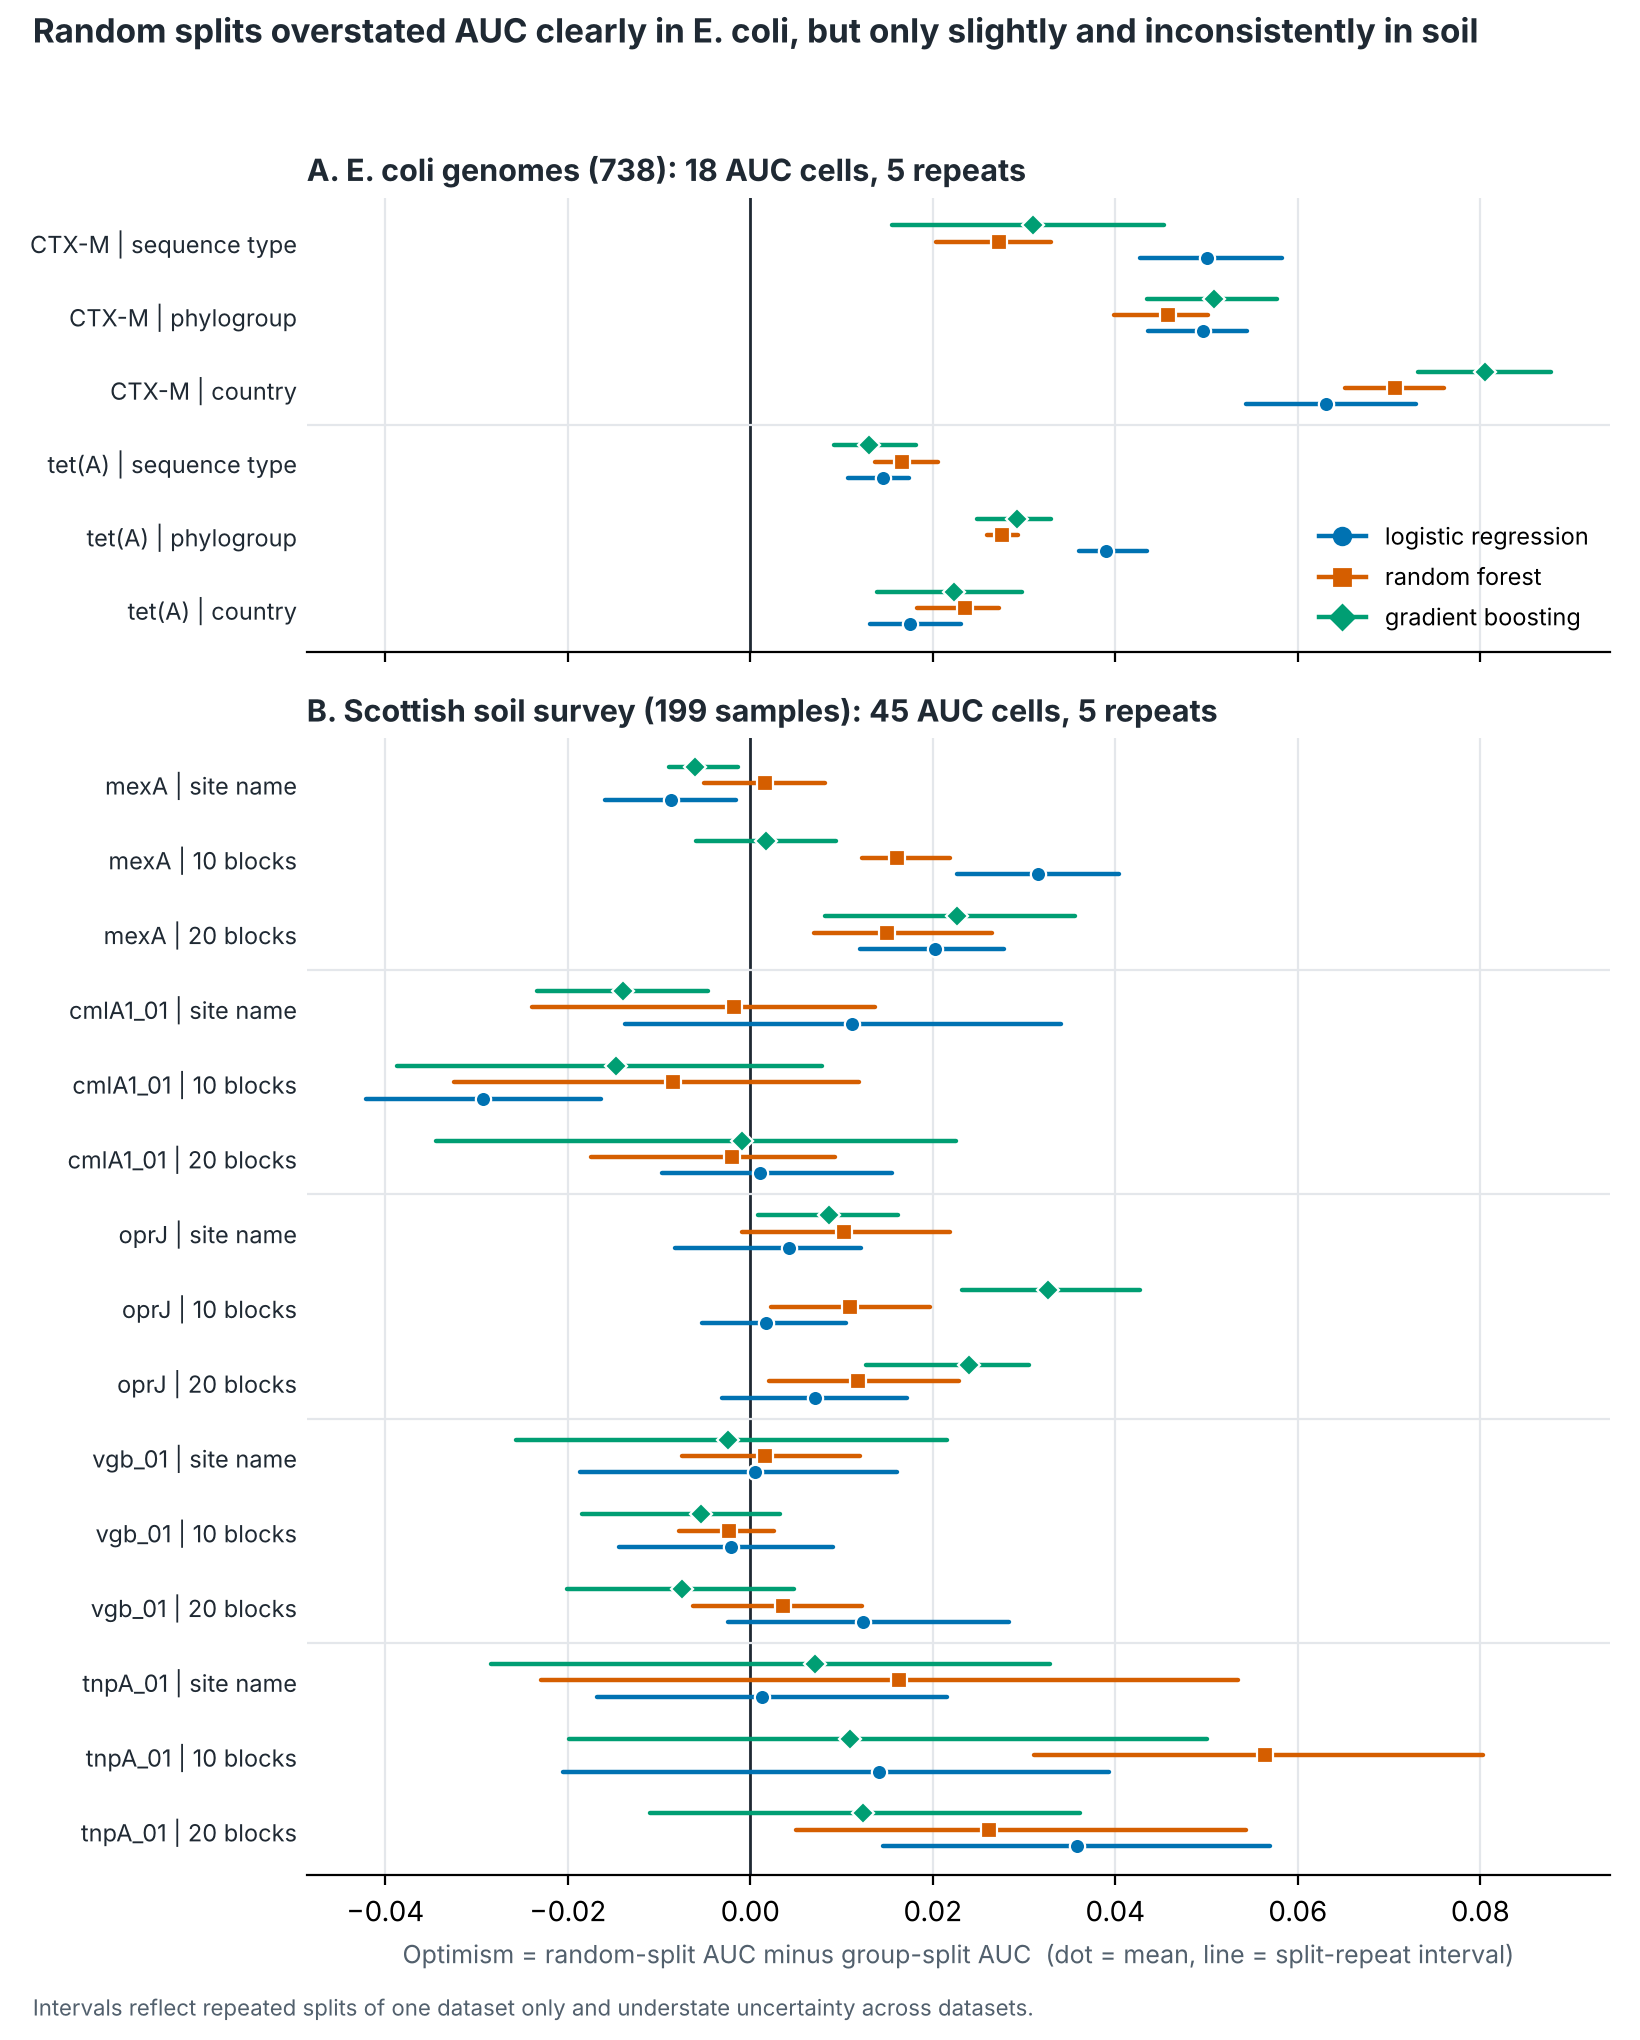 Random splits overstated AUC clearly in E. coli, but only slightly and inconsistently in soil
A. E. coli genomes (738): 18 AUC cells, 5 repeats
CTX-M | sequence type
CTX-M | phylogroup
CTX-M | country
tet(A) | sequence type
tet(A) | phylogroup
tet(A) | country
logistic regression
random forest
gradient boosting
B. Scottish soil survey (199 samples): 45 AUC cells, 5 repeats
mexA | site name
mexA | 10 blocks
mexA | 20 blocks
cmlA1_01 | site name
cmlA1_01 | 10 blocks
cmlA1_01 | 20 blocks
oprJ | site name
oprJ | 10 blocks
oprJ | 20 blocks
vgb_01 | site name
vgb_01 | 10 blocks
vgb_01 | 20 blocks
tnpA_01 | site name
tnpA_01 | 10 blocks
tnpA_01 | 20 blocks
−0.04 −0.02 0.00 0.02 0.04 0.06 0.08
Optimism = random-split AUC minus group-split AUC (dot = mean, line = split-repeat interval)
Intervals reflect repeated splits of one dataset only and understate uncertainty across datasets.